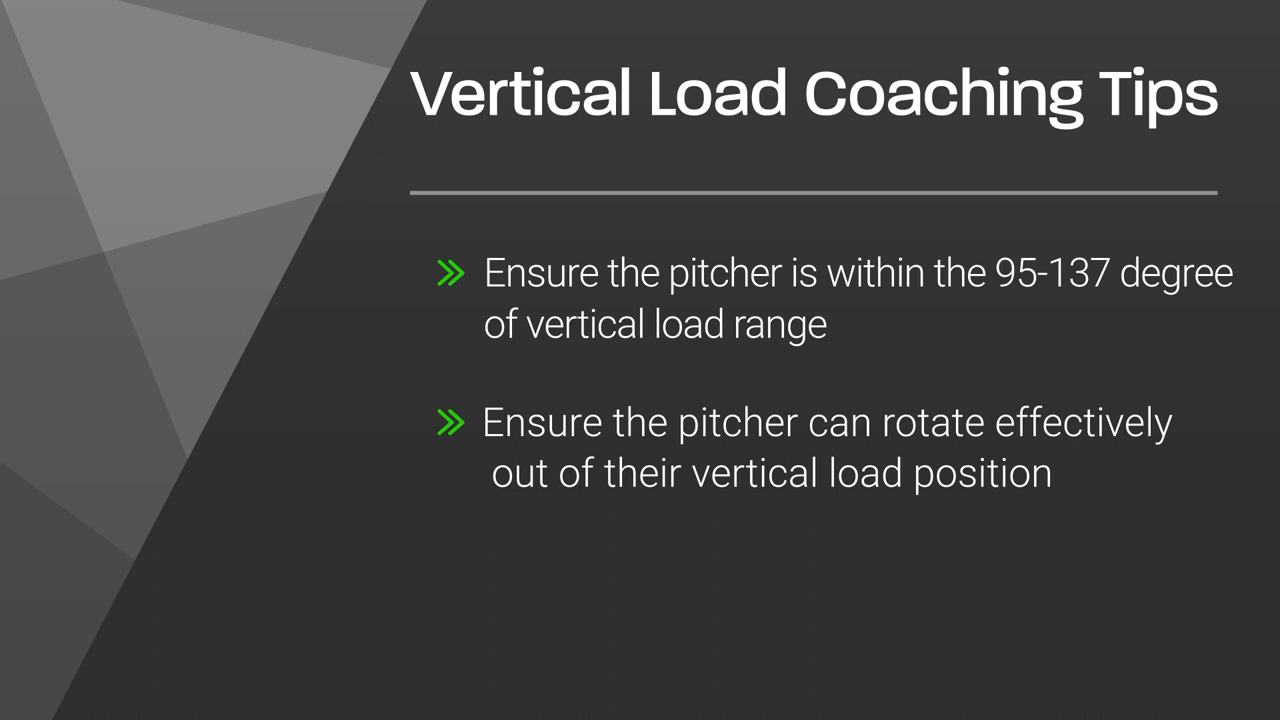 Vertical Load Coaching Tips
Ensure the pitcher is within the 95-137 degree
of vertical load range
Ensure the pitcher can rotate effectively
out of their vertical load position